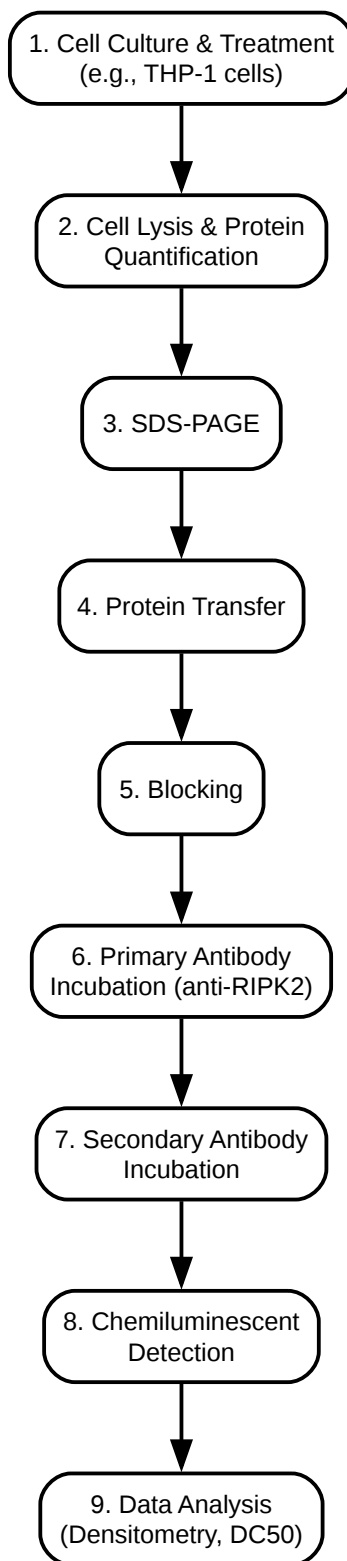 1. Cell Culture & Treatment
(e.g., THP-1 cells)
2. Cell Lysis & Protein
Quantification
3. SDS-PAGE
4. Protein Transfer
5. Blocking
6. Primary Antibody
Incubation (anti-RIPK2)
7. Secondary Antibody
Incubation
8. Chemiluminescent
Detection
9. Data Analysis
(Densitometry, DC50)